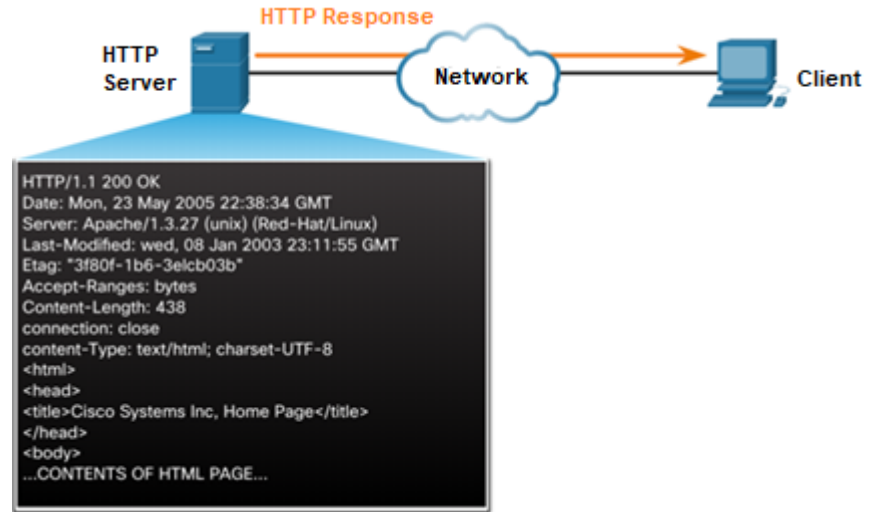 HTTP Response
HTTP
Server
Network
Client
HTTP/1.1 200 OK
Date: Mon, 23 May 2005 22:38:34 GMT
Server: Apache/1.3.27 (unix) (Red-Hat/Linux)
Last-Modified: wed, 08 Jan 2003 23:11:55 GMT
Etag: "3f80f-1b6-3elcb03b"
Accept-Ranges: bytes
Content-Length: 438
connection: close
content-Type: text/html; charset-UTF-8
<html>
<head>
<title>Cisco Systems Inc, Home Page</title>
</head>
<body>
...CONTENTS OF HTML PAGE...